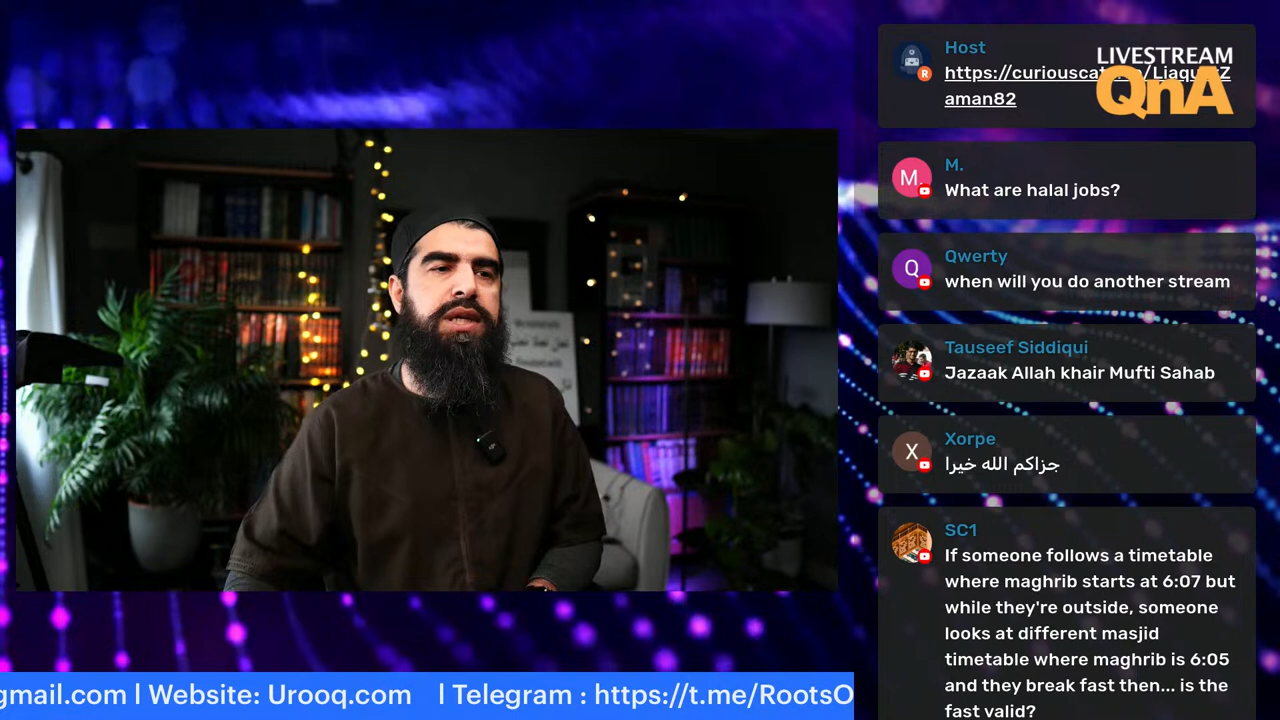 Host
https://curiouscat
aman82
LIVESTREAM
QnA
M.
What are halal jobs?
Qwerty
when will you do another stream
Tauseef Siddiqui
Jazaak Allah khair Mufti Sahab
Xorpe
جزاكم الله خيرا
SC1
If someone follows a timetable
where maghrib starts at 6:07 but
while they're outside, someone
looks at different masjid
timetable where maghrib is 6:05
and they break fast then... is the
fast valid?
gmail.com | Website: Urooq.com | Telegram : https://t.me/RootsO